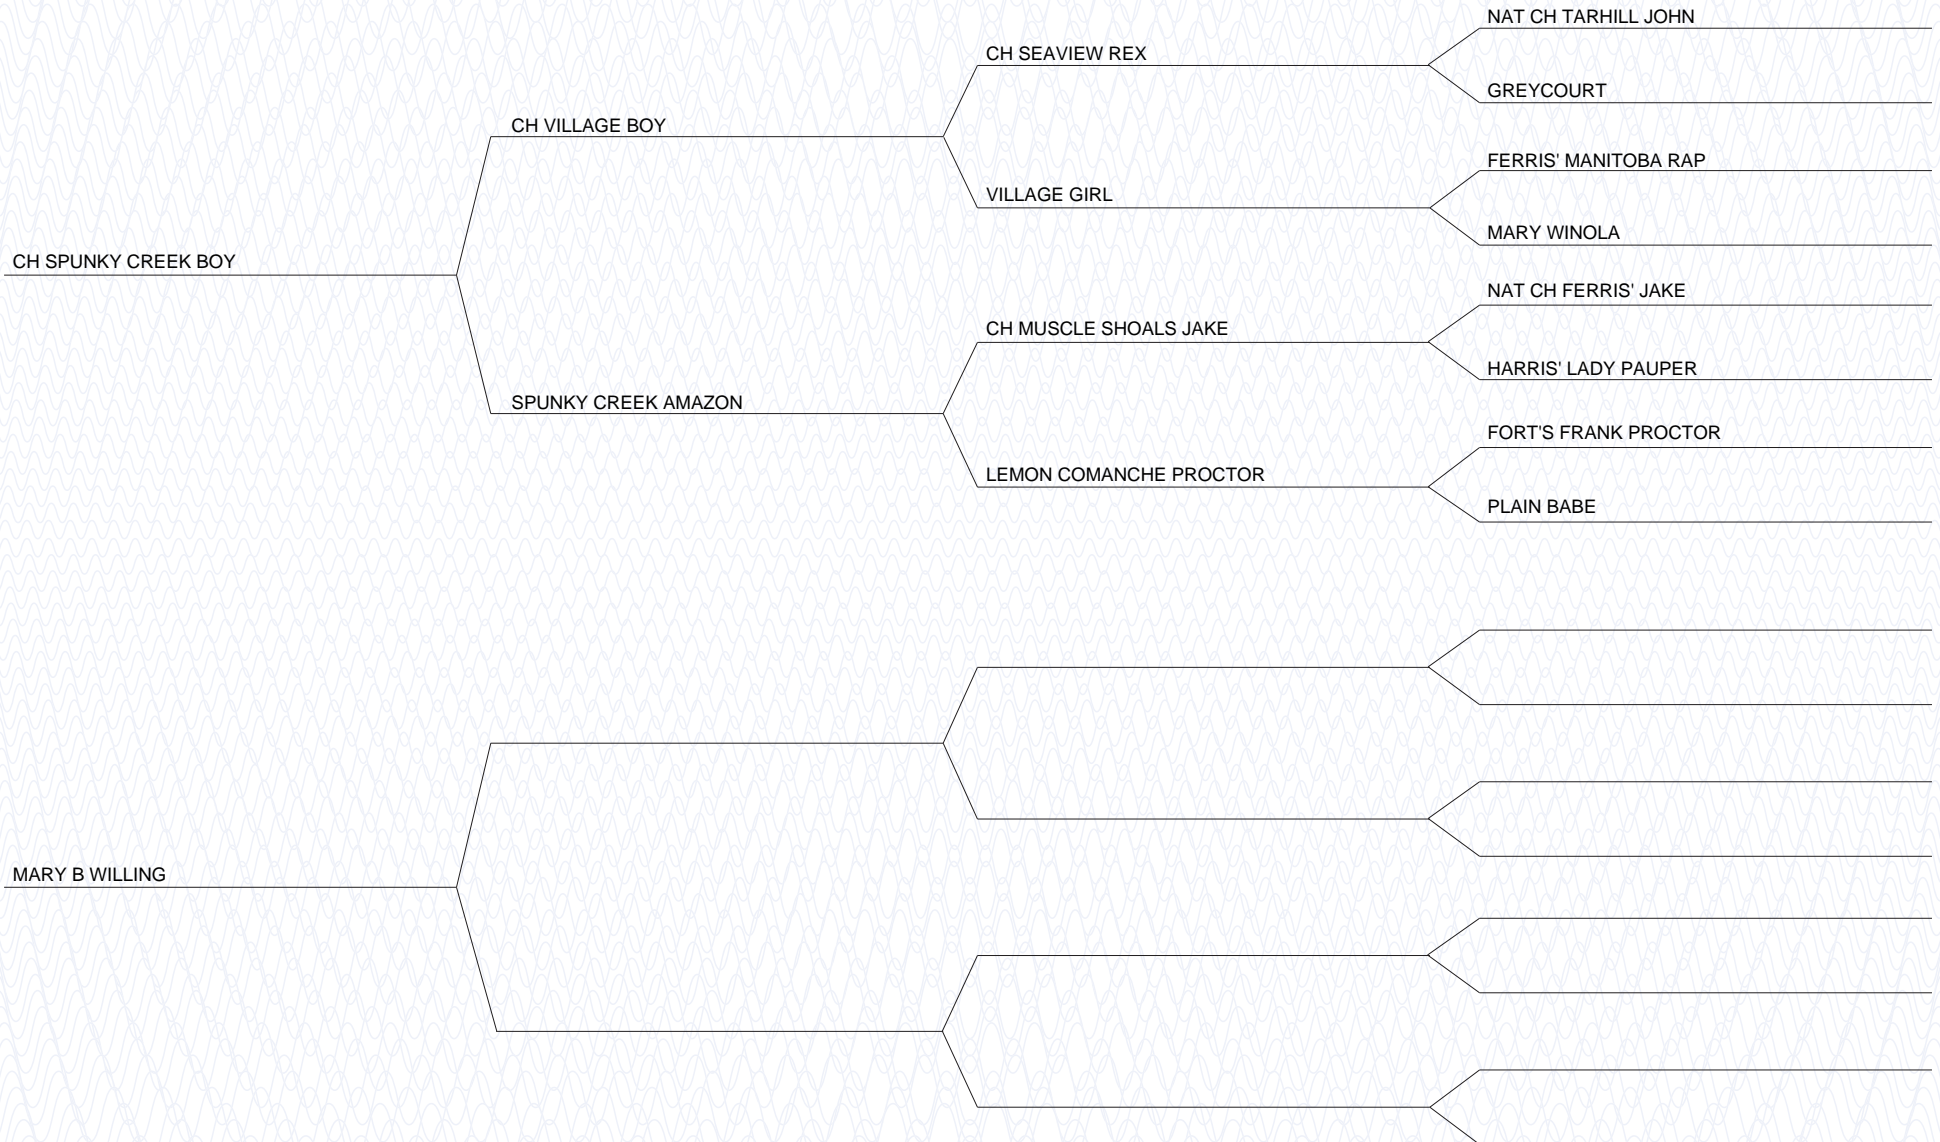 NAT CH TARHILL JOHN
CH SEAVIEW REX
GREYCOURT
CH VILLAGE BOY
FERRIS' MANITOBA RAP
VILLAGE GIRL
MARY WINOLA
CH SPUNKY CREEK BOY
NAT CH FERRIS' JAKE
CH MUSCLE SHOALS JAKE
HARRIS' LADY PAUPER
SPUNKY CREEK AMAZON
FORT'S FRANK PROCTOR
LEMON COMANCHE PROCTOR
PLAIN BABE
MARY B WILLING